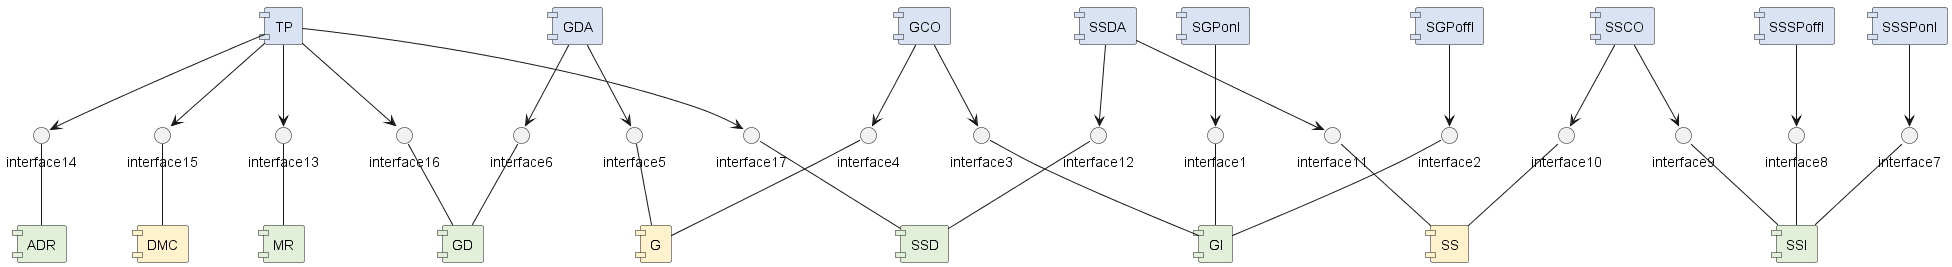 TP
GDA
GCO
SSDA
SGPonl
SGPoffl
SSCO
SSSPoffl
SSSPonl
interface14
interface15
interface13
interface16
interface6
interface5
interface17
interface4
interface3
interface12
interface1
interface11
interface2
interface10
interface9
interface8
interface7
ADR
DMC
MR
GD
G
SSD
GI
SS
SSI